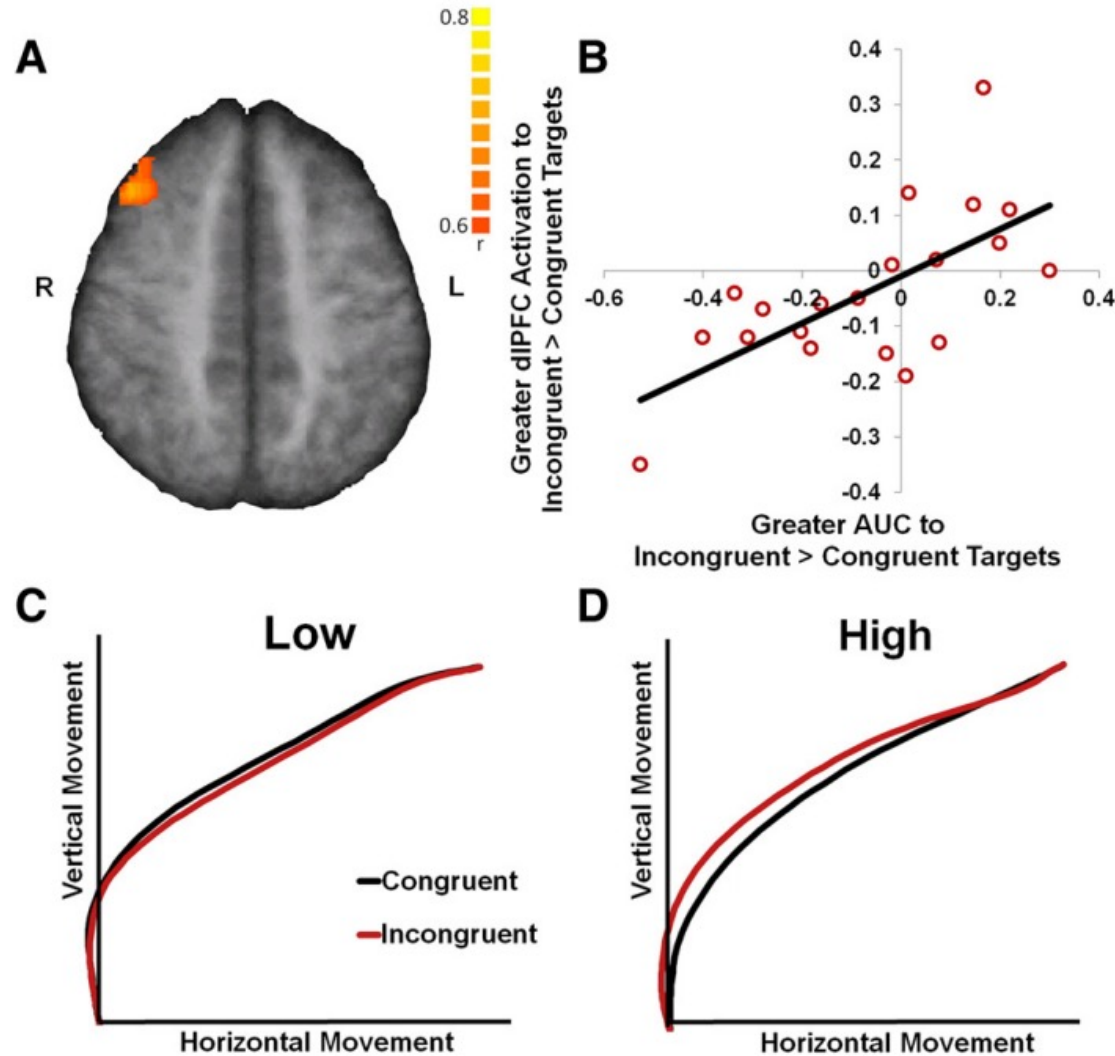 A
0.8
0.6
r
R
L
Greater dlPFC Activation to
Incongruent > Congruent Targets
B
0.4
0.3
0.2
0.1
0
-0.1
-0.2
-0.3
-0.4
-0.6
-0.4
-0.2
0
0.2
0.4
Greater AUC to
Incongruent > Congruent Targets
C
Low
Vertical Movement
Congruent
Incongruent
Horizontal Movement
D
High
Vertical Movement
Horizontal Movement